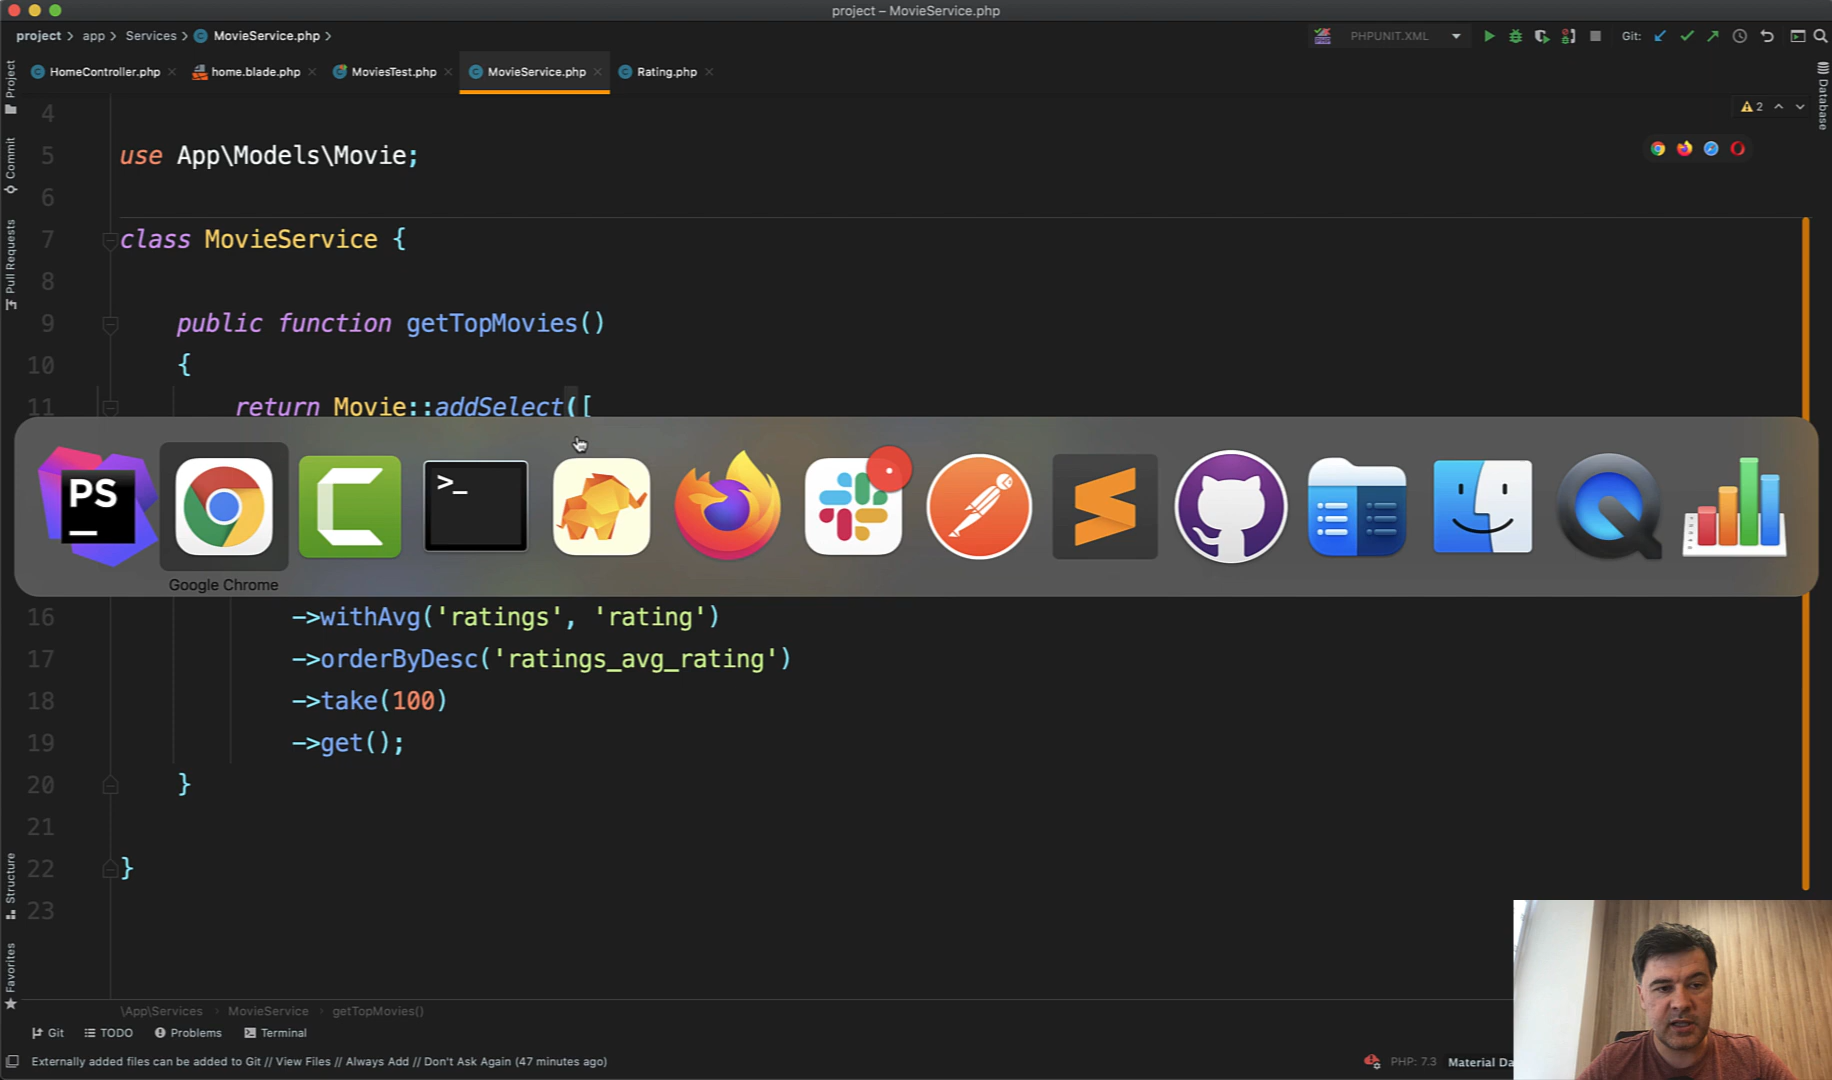 project – MovieService.php
project > app > Services > MovieService.php >
PHPUNIT.XML
Git:
HomeController.php
home.blade.php
MoviesTest.php
MovieService.php
Rating.php
Project
Commit
Pull Requests
Database
2
4
5 use App\Models\Movie;
6
7 class MovieService {
8
9 public function getTopMovies()
10 {
11 return Movie::addSelect([
PS
>_
Google Chrome
16 ->withAvg('ratings', 'rating')
17 ->orderByDesc('ratings_avg_rating')
18 ->take(100)
19 ->get();
20 }
21
22 }
23
Structure
Favorites
\App\Services > MovieService > getTopMovies()
Git
TODO
Problems
Terminal
Externally added files can be added to Git // View Files // Always Add // Don't Ask Again (47 minutes ago)
PHP: 7.3
Material Da